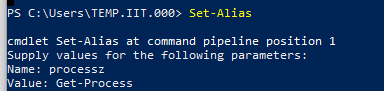 PS C:\Users\TEMP.IIT.000> Set-Alias
cmdlet Set-Alias at command pipeline position 1
Supply values for the following parameters:
Name: processz
Value: Get-Process